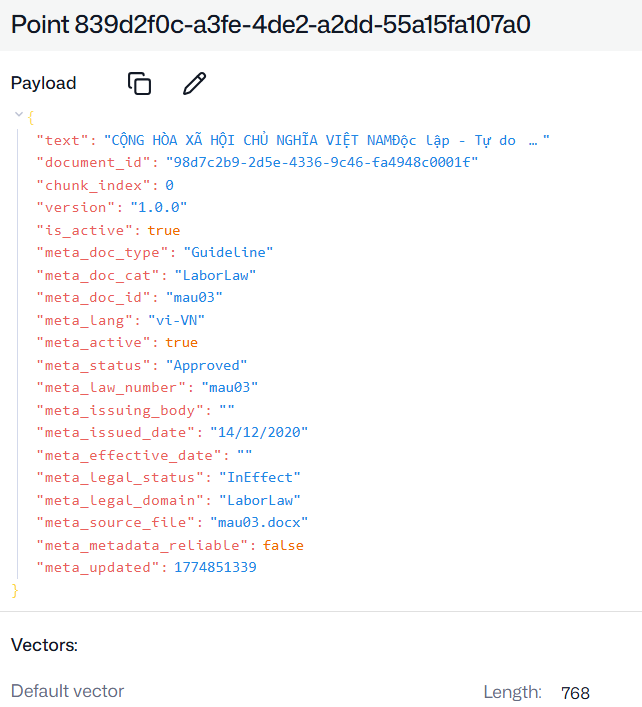 Point 839d2f0c-a3fe-4de2-a2dd-55a15fa107a0
Payload
{
"text": "CỘNG HÒA XÃ HỘI CHỦ NGHĨA VIỆT NAMĐộc lập - Tự do … "
"document_id": "98d7c2b9-2d5e-4336-9c46-fa4948c0001f"
"chunk_index": 0
"version": "1.0.0"
"is_active": true
"meta_doc_type": "Guideline"
"meta_doc_cat": "LaborLaw"
"meta_doc_id": "mau03"
"meta_lang": "vi-VN"
"meta_active": true
"meta_status": "Approved"
"meta_law_number": "mau03"
"meta_issuing_body": ""
"meta_issued_date": "14/12/2020"
"meta_effective_date": ""
"meta_legal_status": "InEffect"
"meta_legal_domain": "LaborLaw"
"meta_source_file": "mau03.docx"
"meta_metadata_reliable": false
"meta_updated": 1774851339
}
Vectors:
Default vector Length: 768